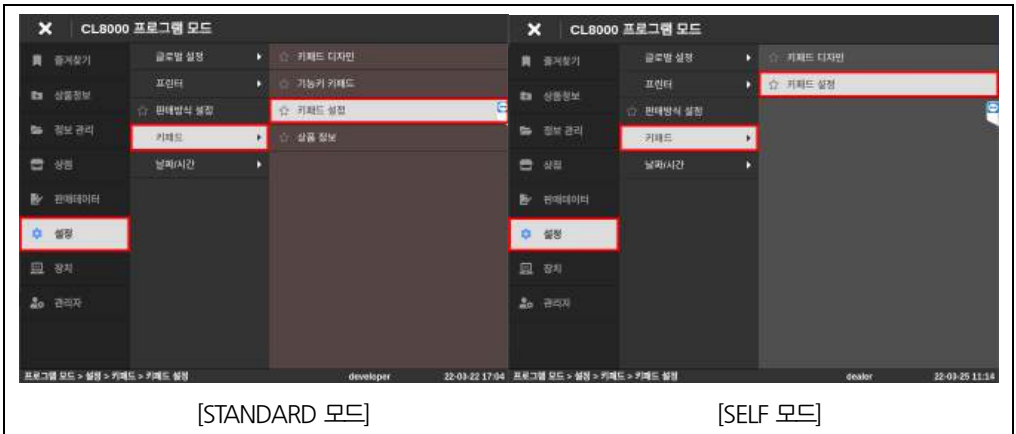 CL8000 프로그램 모드
즐겨찾기
상품정보
정보 관리
상점
판매데이터
설정
장치
관리자
글로벌 설정
프린터
판매방식 설정
키패드
날짜/시간
키패드 디자인
기능키 키패드
키패드 설정
상품 정보
프로그램 모드 > 설정 > 키패드 > 키패드 설정
developer
22-03-22 17:04
CL8000 프로그램 모드
즐겨찾기
상품정보
정보 관리
상점
판매데이터
설정
장치
관리자
글로벌 설정
프린터
판매방식 설정
키패드
날짜/시간
키패드 디자인
키패드 설정
프로그램 모드 > 설정 > 키패드 > 키패드 설정
dealer
22-03-25 11:14
[STANDARD 모드]
[SELF 모드]